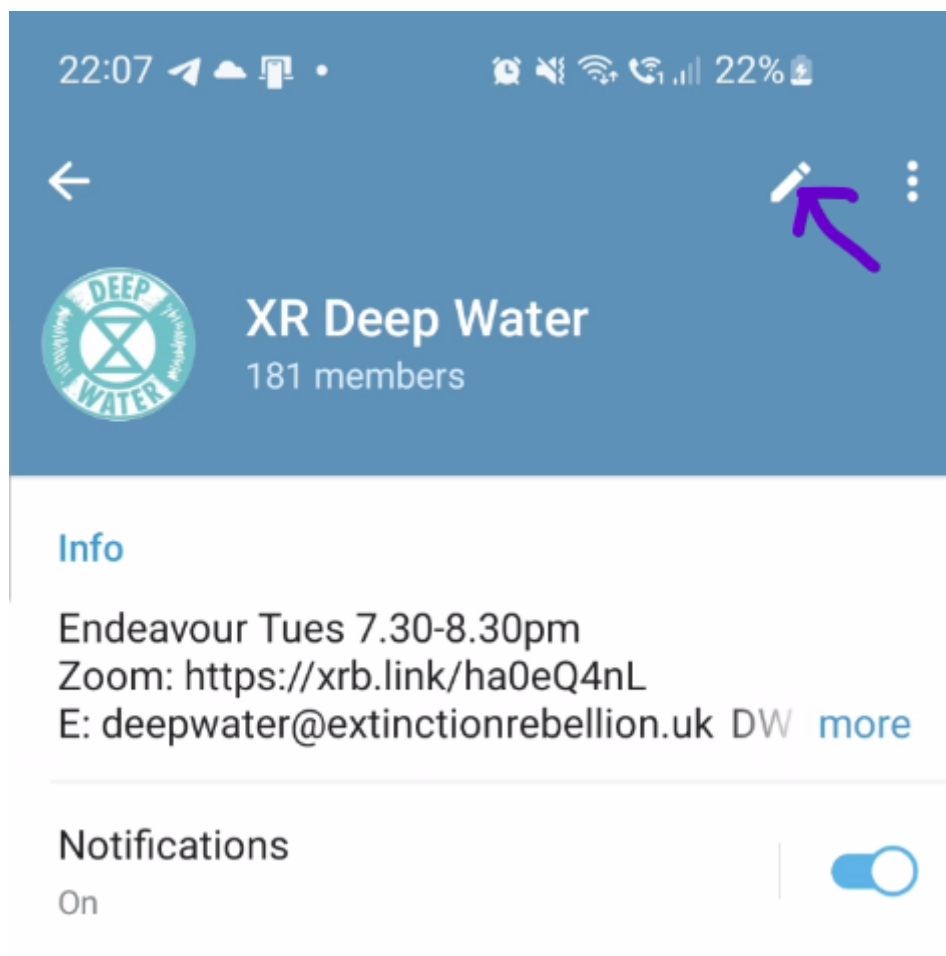 22:07
22%
DEEP
WATER
XR Deep Water
181 members
Info
Endeavour Tues 7.30-8.30pm
Zoom: https://xrb.link/ha0eQ4nL
E: deepwater@extinctionrebellion.uk DW more
Notifications
On